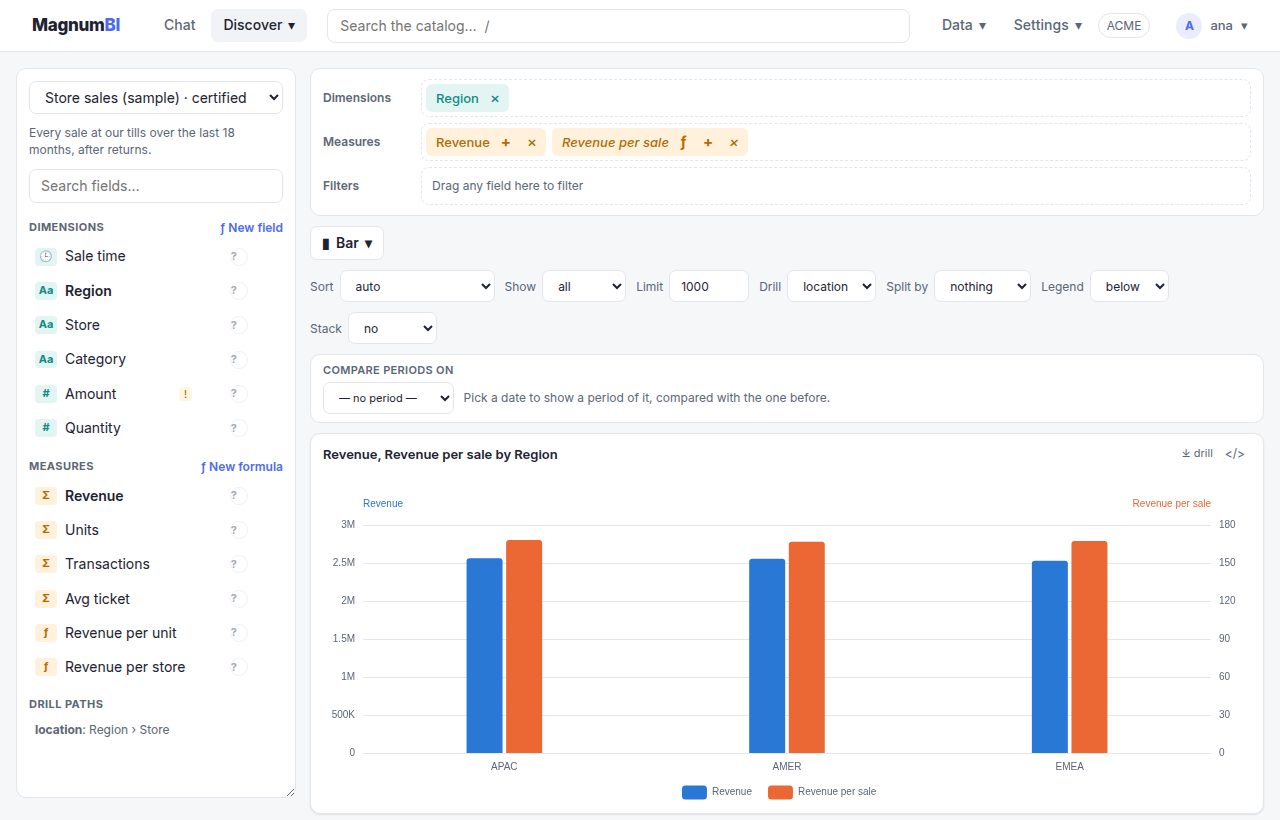 MagnumBI Chat Discover ▾ Search the catalog... / Data ▾ Settings ▾ ACME A ana ▾
Store sales (sample) · certified
Every sale at our tills over the last 18
months, after returns.
Search fields...
DIMENSIONS ƒ New field
Sale time ?
Aa Region ?
Aa Store ?
Aa Category ?
# Amount ! ?
# Quantity ?
MEASURES ƒ New formula
Σ Revenue ?
Σ Units ?
Σ Transactions ?
Σ Avg ticket ?
ƒ Revenue per unit ?
ƒ Revenue per store ?
DRILL PATHS
location: Region › Store
Dimensions Region ×
Measures Revenue + × Revenue per sale ƒ + ×
Filters Drag any field here to filter
Bar ▾
Sort auto Show all Limit 1000 Drill location Split by nothing Legend below
Stack no
COMPARE PERIODS ON
— no period — Pick a date to show a period of it, compared with the one before.
Revenue, Revenue per sale by Region drill </>
Revenue Revenue per sale
3M 180
2.5M 150
2M 120
1.5M 90
1M 60
500K 30
0 0
APAC AMER EMEA
Revenue Revenue per sale